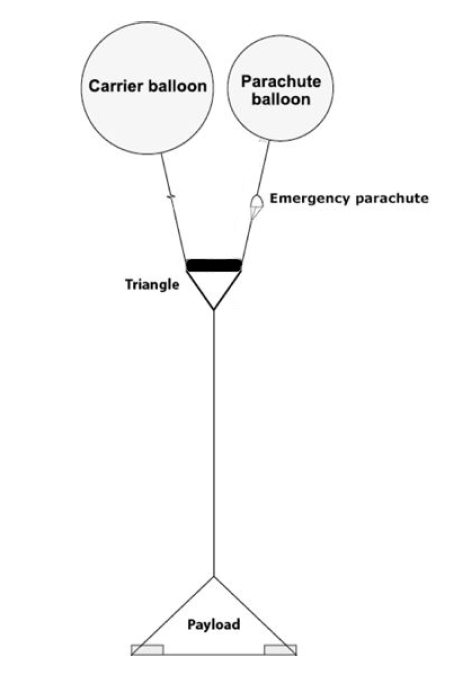 Carrier balloon
Parachute
balloon
Emergency parachute
Triangle
Payload